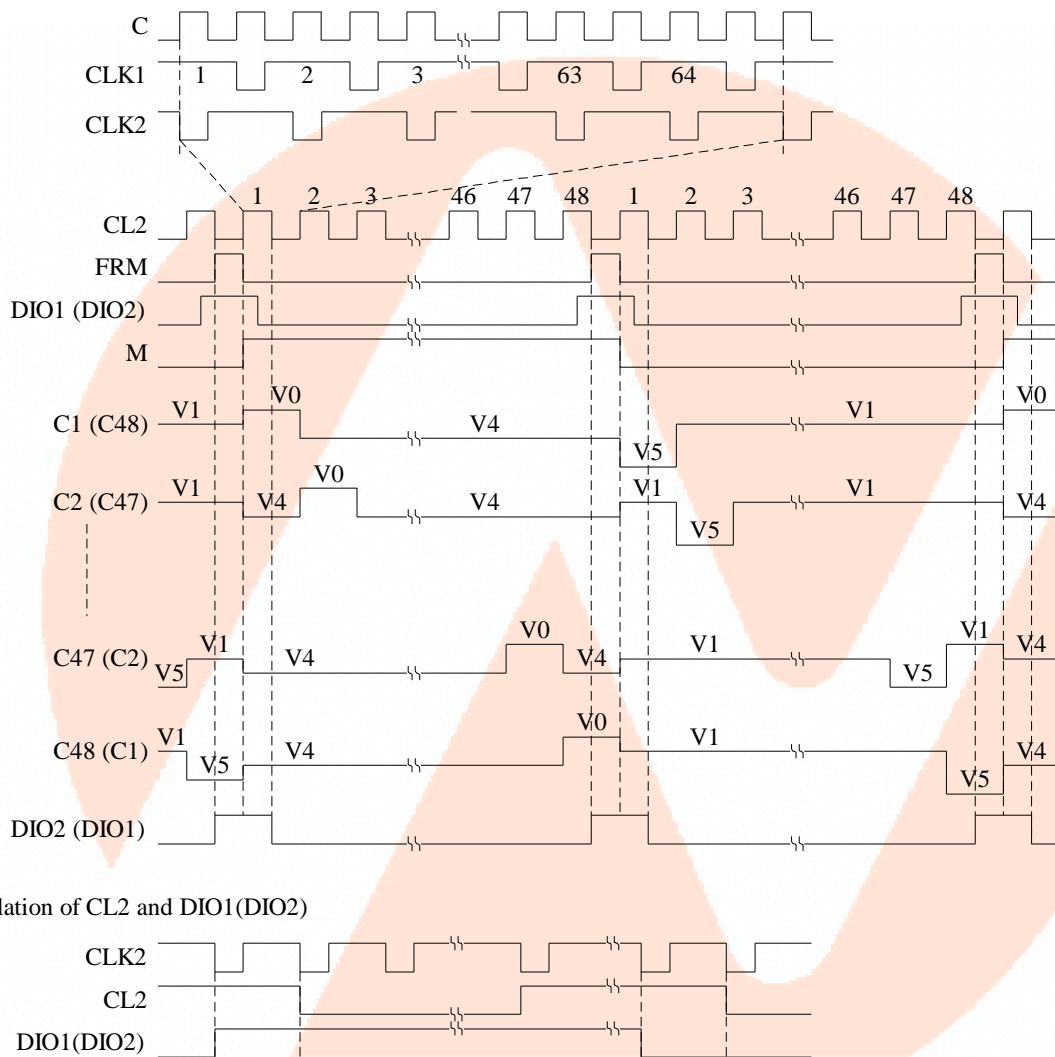 C
CLK1 1 2 3 63 64
CLK2
1 2 3 46 47 48 1 2 3 46 47 48
CL2
FRM
DIO1 (DIO2)
M
C1 (C48) V1 V0 V4 V5 V1 V0
C2 (C47) V1 V4 V0 V4 V1 V5 V1 V4
C47 (C2) V5 V1 V4 V0 V4 V1 V5 V1 V4
C48 (C1) V1 V5 V4 V0 V1 V5 V4
DIO2 (DIO1)
lation of CL2 and DIO1(DIO2)
CLK2
CL2
DIO1(DIO2)